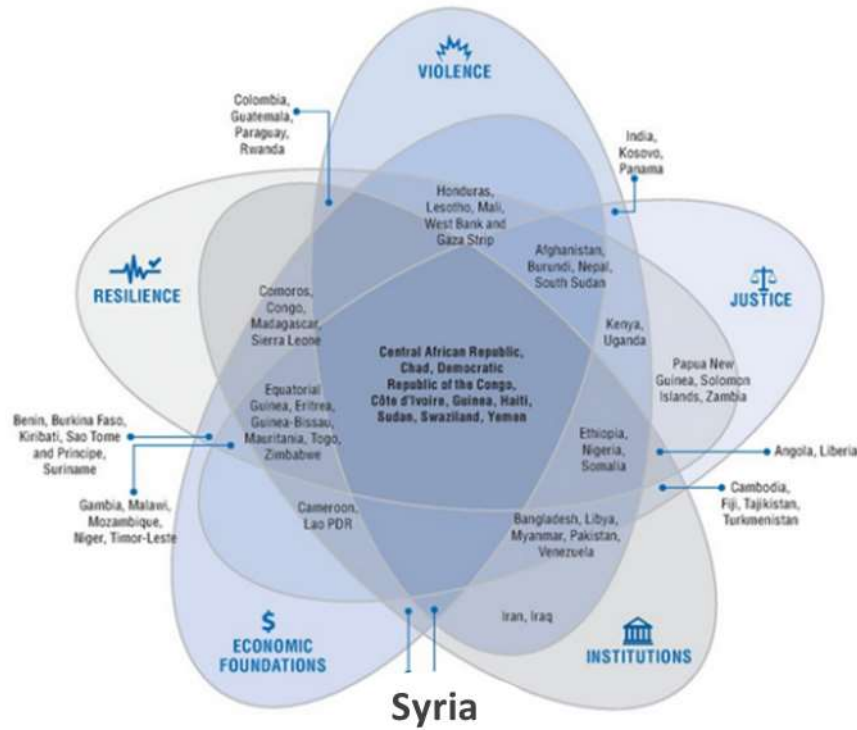 VIOLENCE
Colombia,
Guatemala,
Paraguay,
Rwanda
India,
Kosovo,
Panama
Honduras,
Lesotho, Mali,
West Bank and
Gaza Strip
Afghanistan,
Burundi, Nepal,
South Sudan
RESILIENCE
JUSTICE
Comoros,
Congo,
Madagascar,
Sierra Leone
Kenya,
Uganda
Central African Republic,
Chad, Democratic
Republic of the Congo,
Côte d'Ivoire, Guinea, Haiti,
Sudan, Swaziland, Yemen
Papua New
Guinea, Solomon
Islands, Zambia
Equatorial
Guinea, Eritrea,
Guinea-Bissau,
Mauritania, Togo,
Zimbabwe
Benin, Burkina Faso,
Kiribati, Sao Tome
and Principe,
Suriname
Ethiopia,
Nigeria,
Somalia
Angola, Liberia
Gambia, Malawi,
Mozambique,
Niger, Timor-Leste
Cameroon,
Lao PDR
Bangladesh, Libya,
Myanmar, Pakistan,
Venezuela
Cambodia,
Fiji, Tajikistan,
Turkmenistan
$
ECONOMIC
FOUNDATIONS
Iran, Iraq
INSTITUTIONS
Syria